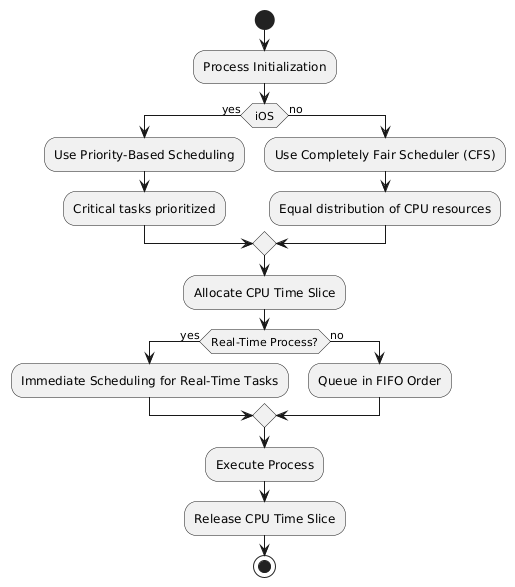 Process Initialization
yes
iOS
no
Use Priority-Based Scheduling
Use Completely Fair Scheduler (CFS)
Critical tasks prioritized
Equal distribution of CPU resources
Allocate CPU Time Slice
yes
Real-Time Process?
no
Immediate Scheduling for Real-Time Tasks
Queue in FIFO Order
Execute Process
Release CPU Time Slice